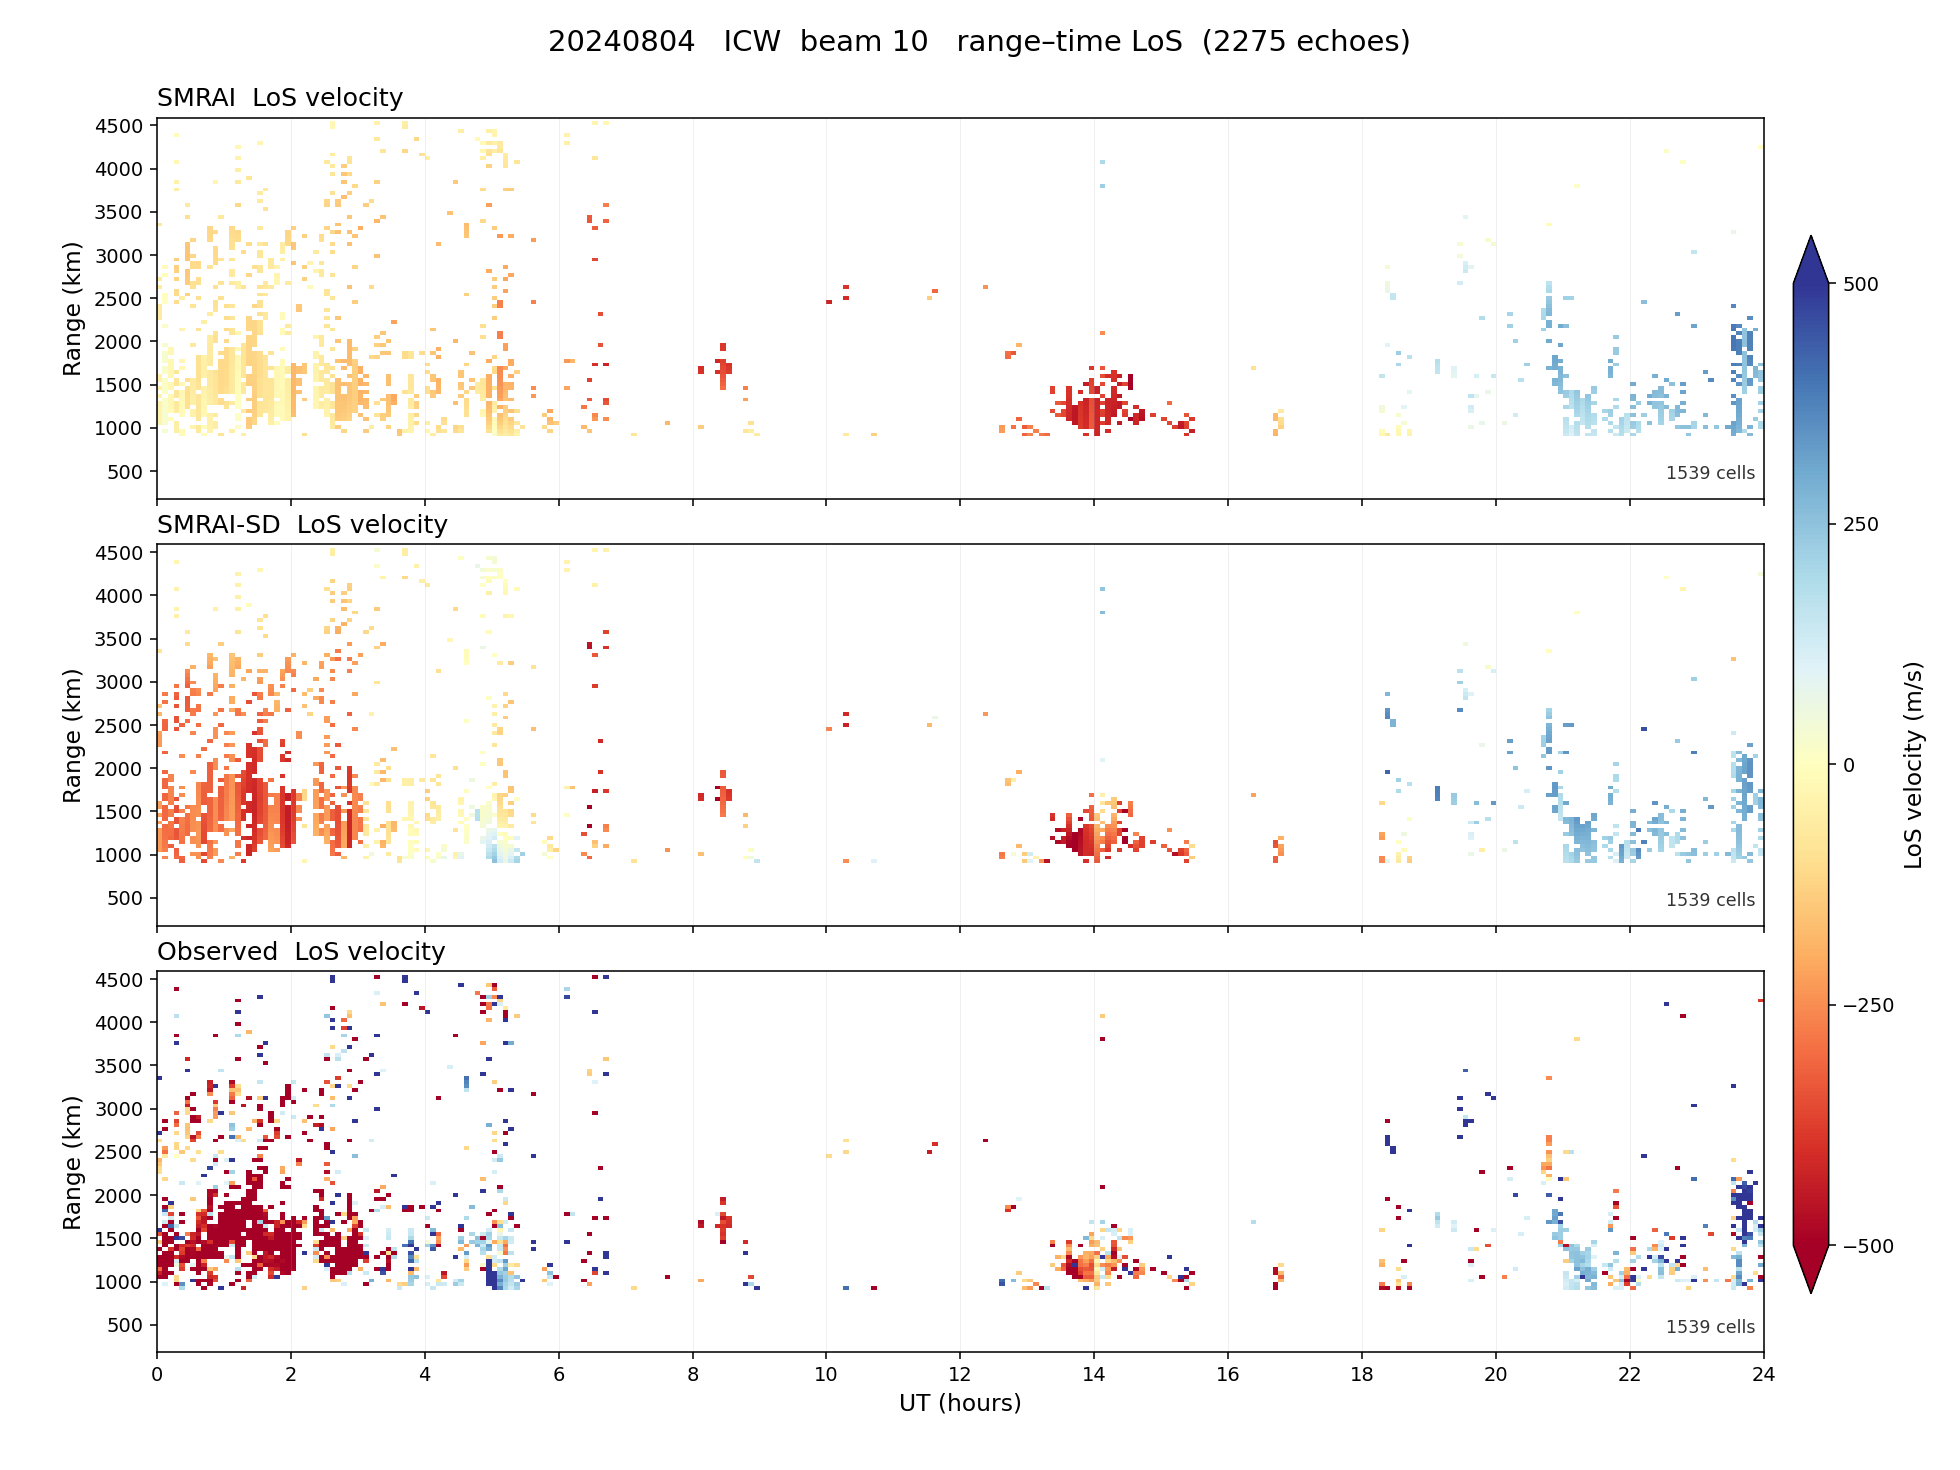 20240804   ICW  beam 10   range–time LoS  (2275 echoes)
SMRAI  LoS velocity
4500
4000
3500
3000
2500
2000
1500
1000
500
Range (km)
1539 cells
SMRAI-SD  LoS velocity
4500
4000
3500
3000
2500
2000
1500
1000
500
Range (km)
1539 cells
Observed  LoS velocity
4500
4000
3500
3000
2500
2000
1500
1000
500
Range (km)
1539 cells
0 2 4 6 8 10 12 14 16 18 20 22 24
UT (hours)
500
250
0
−250
−500
LoS velocity (m/s)